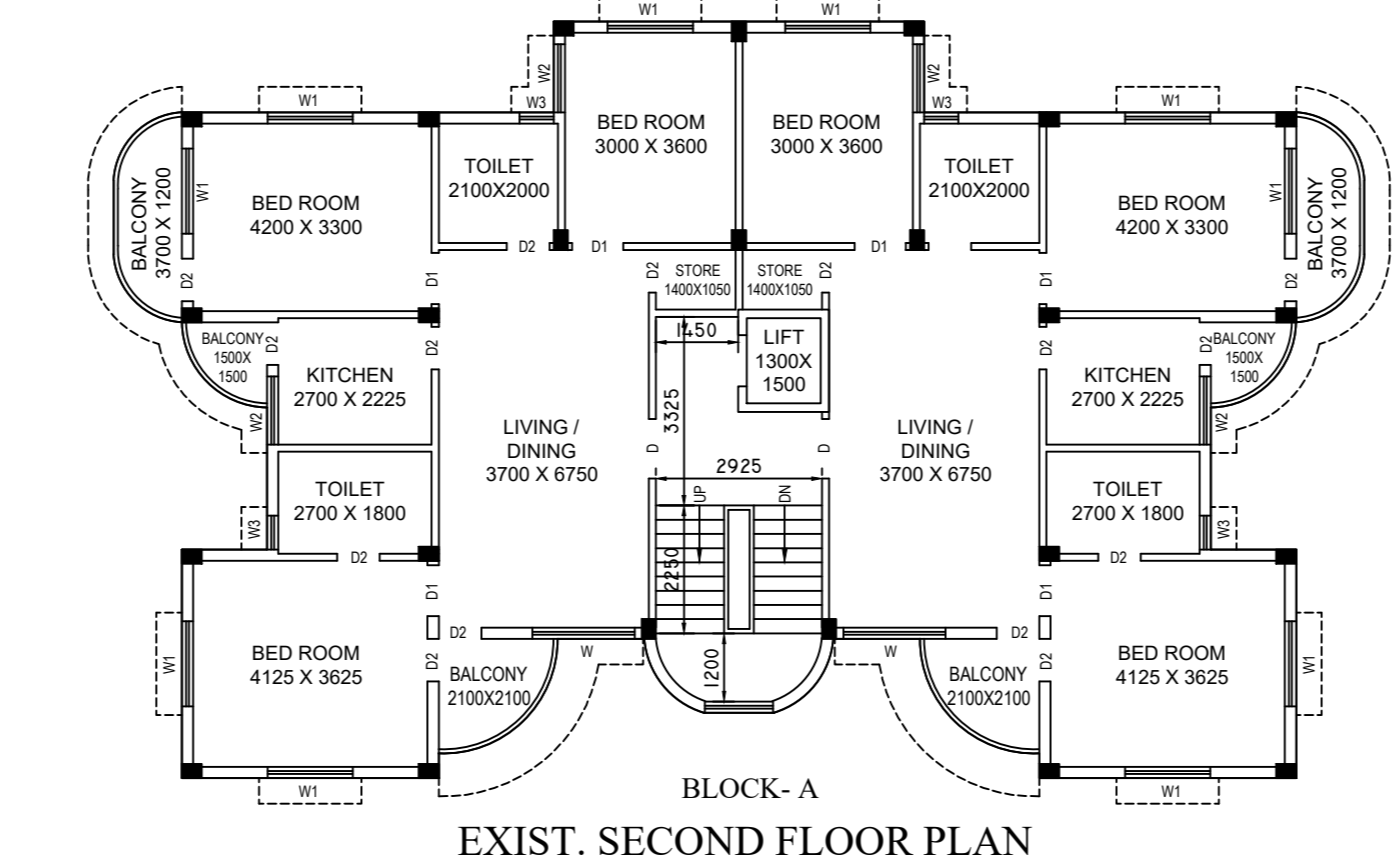 W1
W1
W2
W2
W3
W3
W1
W1
BED ROOM
3000 X 3600
BED ROOM
3000 X 3600
TOILET
2100X2000
TOILET
2100X2000
BALCONY
3700 X 1200
W1
BED ROOM
4200 X 3300
BED ROOM
4200 X 3300
W1
BALCONY
3700 X 1200
D2
D1
D1
D2
D1
D2
STORE
1400X1050
STORE
1400X1050
D2
D1
D2
BALCONY
1500X
1500
D2
KITCHEN
2700 X 2225
D2
1450
LIFT
1300X
1500
D2
KITCHEN
2700 X 2225
D2
BALCONY
1500X
1500
W2
3325
W2
LIVING /
DINING
3700 X 6750
D
2925
D
LIVING /
DINING
3700 X 6750
TOILET
2700 X 1800
W3
UP
DN
TOILET
2700 X 1800
W3
D2
2250
D2
D1
D1
W1
BED ROOM
4125 X 3625
D2
D2
W
1200
W
D2
D2
BED ROOM
4125 X 3625
W1
BALCONY
2100X2100
BALCONY
2100X2100
W1
W1
BLOCK- A
EXIST. SECOND FLOOR PLAN